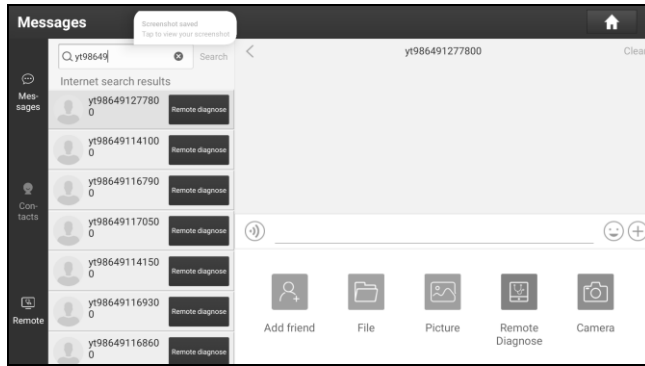 Messages
Screenshot saved
Tap to view your screenshot
yt98649
Search
yt986491277800
Clear
Mes-
sages
Internet search results
yt98649127780
0
Remote diagnose
yt98649114100
0
Remote diagnose
yt98649116790
0
Remote diagnose
Con-
tacts
yt98649117050
0
Remote diagnose
yt98649114150
0
Remote diagnose
Remote
yt98649116930
0
Remote diagnose
yt98649116860
0
Remote diagnose
Add friend
File
Picture
Remote
Diagnose
Camera